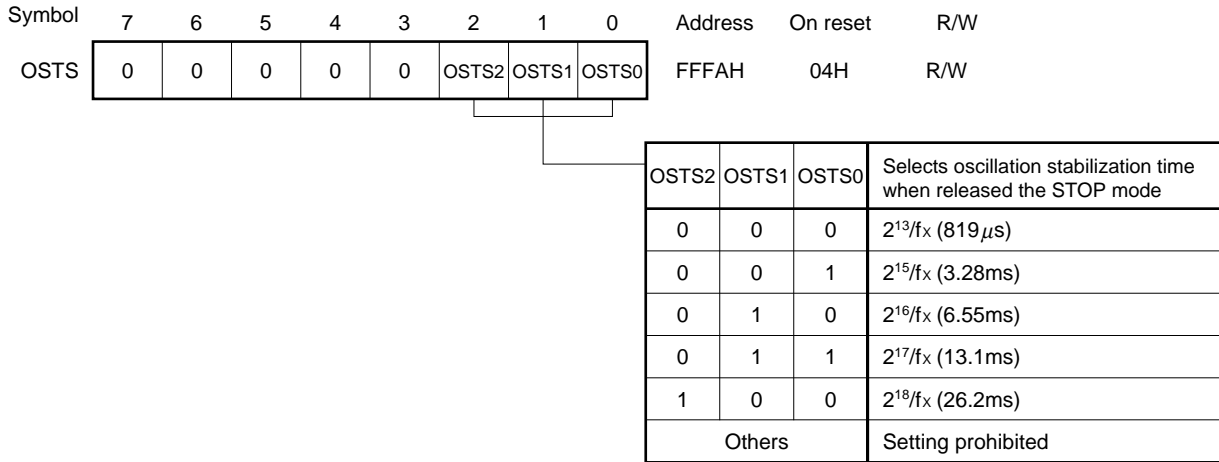 Symbol 7 6 5 4 3 2 1 0 Address On reset R/W
OSTS 0 0 0 0 0 OSTS2 OSTS1 OSTS0 FFFAH 04H R/W
OSTS2 OSTS1 OSTS0 Selects oscillation stabilization time
when released the STOP mode
0 0 0 2¹³/fx (819 µs)
0 0 1 2¹⁵/fx (3.28ms)
0 1 0 2¹⁶/fx (6.55ms)
0 1 1 2¹⁷/fx (13.1ms)
1 0 0 2¹⁸/fx (26.2ms)
Others Setting prohibited